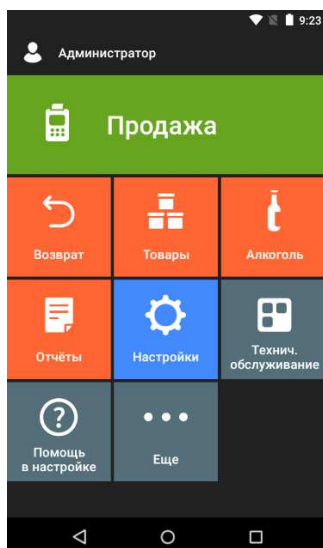 9:23
Администратор
Продажа
Возврат
Товары
Алкоголь
Отчёты
Настройки
Технич.
обслуживание
Помощь
в настройке
Еще